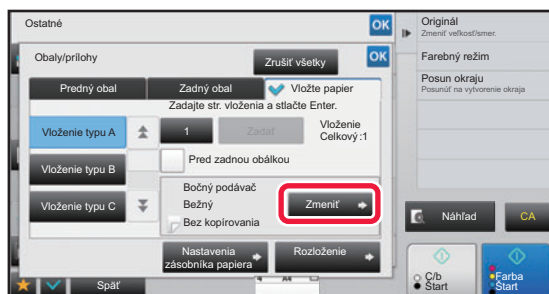 Ostatné
OK
Obaly/prílohy
Zrušiť všetky
OK
Predný obal
Zadný obal
Vložte papier
Zadajte str. vloženia a stlačte Enter.
Vloženie typu A
1
Zadať
Vloženie
Celkový :1
Vloženie typu B
Pred zadnou obálkou
Vloženie typu C
Bočný podávač
Bežný
Bez kopírovania
Zmeniť
Nastavenia
zásobníka papiera
Rozloženie
Späť
A4
Originál
Zmeniť veľkosť/smer.
Farebný režim
Posun okraju
Posunúť na vytvorenie okraja
Náhľad
CA
Č/b
Štart
Farba
Štart